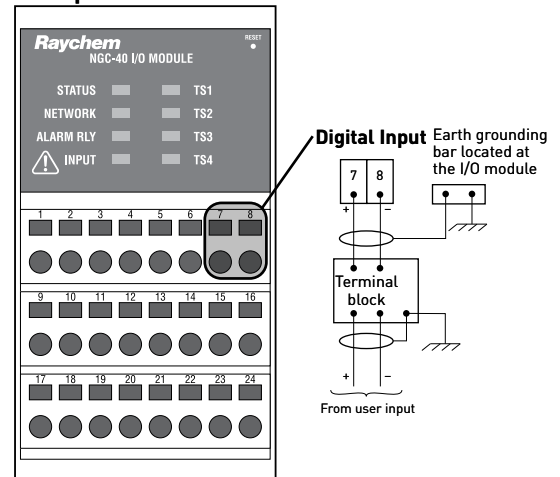 Raychem
RESET
NGC-40 I/O MODULE
STATUS TS1
NETWORK TS2
ALARM RLY TS3
INPUT TS4
1 2 3 4 5 6 7 8
9 10 11 12 13 14 15 16
17 18 19 20 21 22 23 24
Digital Input
Earth grounding
bar located at
the I/O module
7 8
+ –
Terminal
block
+ –
From user input